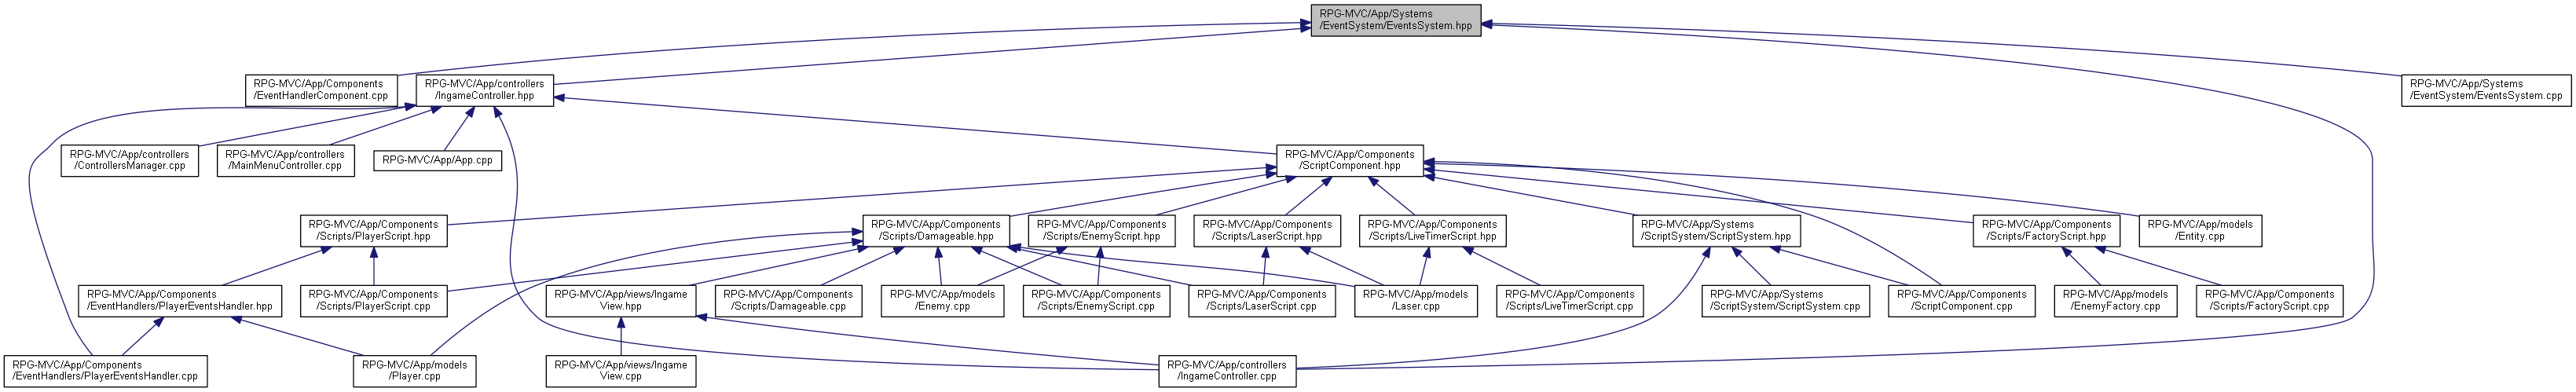 RPG-MVC/App/Systems
/EventSystem/EventsSystem.hpp
RPG-MVC/App/Components
/EventHandlerComponent.cpp
RPG-MVC/App/controllers
/IngameController.hpp
RPG-MVC/App/Systems
/EventSystem/EventsSystem.cpp
RPG-MVC/App/controllers
/ControllersManager.cpp
RPG-MVC/App/controllers
/MainMenuController.cpp
RPG-MVC/App/App.cpp
RPG-MVC/App/Components
/ScriptComponent.hpp
RPG-MVC/App/Components
/Scripts/PlayerScript.hpp
RPG-MVC/App/Components
/Scripts/Damageable.hpp
RPG-MVC/App/Components
/Scripts/EnemyScript.hpp
RPG-MVC/App/Components
/Scripts/LaserScript.hpp
RPG-MVC/App/Components
/Scripts/LiveTimerScript.hpp
RPG-MVC/App/Systems
/ScriptSystem/ScriptSystem.hpp
RPG-MVC/App/Components
/Scripts/FactoryScript.hpp
RPG-MVC/App/models
/Entity.cpp
RPG-MVC/App/Components
/EventHandlers/PlayerEventsHandler.hpp
RPG-MVC/App/Components
/Scripts/PlayerScript.cpp
RPG-MVC/App/views/Ingame
View.hpp
RPG-MVC/App/Components
/Scripts/Damageable.cpp
RPG-MVC/App/models
/Enemy.cpp
RPG-MVC/App/Components
/Scripts/EnemyScript.cpp
RPG-MVC/App/Components
/Scripts/LaserScript.cpp
RPG-MVC/App/models
/Laser.cpp
RPG-MVC/App/Components
/Scripts/LiveTimerScript.cpp
RPG-MVC/App/Systems
/ScriptSystem/ScriptSystem.cpp
RPG-MVC/App/Components
/ScriptComponent.cpp
RPG-MVC/App/models
/EnemyFactory.cpp
RPG-MVC/App/Components
/Scripts/FactoryScript.cpp
RPG-MVC/App/Components
/EventHandlers/PlayerEventsHandler.cpp
RPG-MVC/App/models
/Player.cpp
RPG-MVC/App/views/Ingame
View.cpp
RPG-MVC/App/controllers
/IngameController.cpp